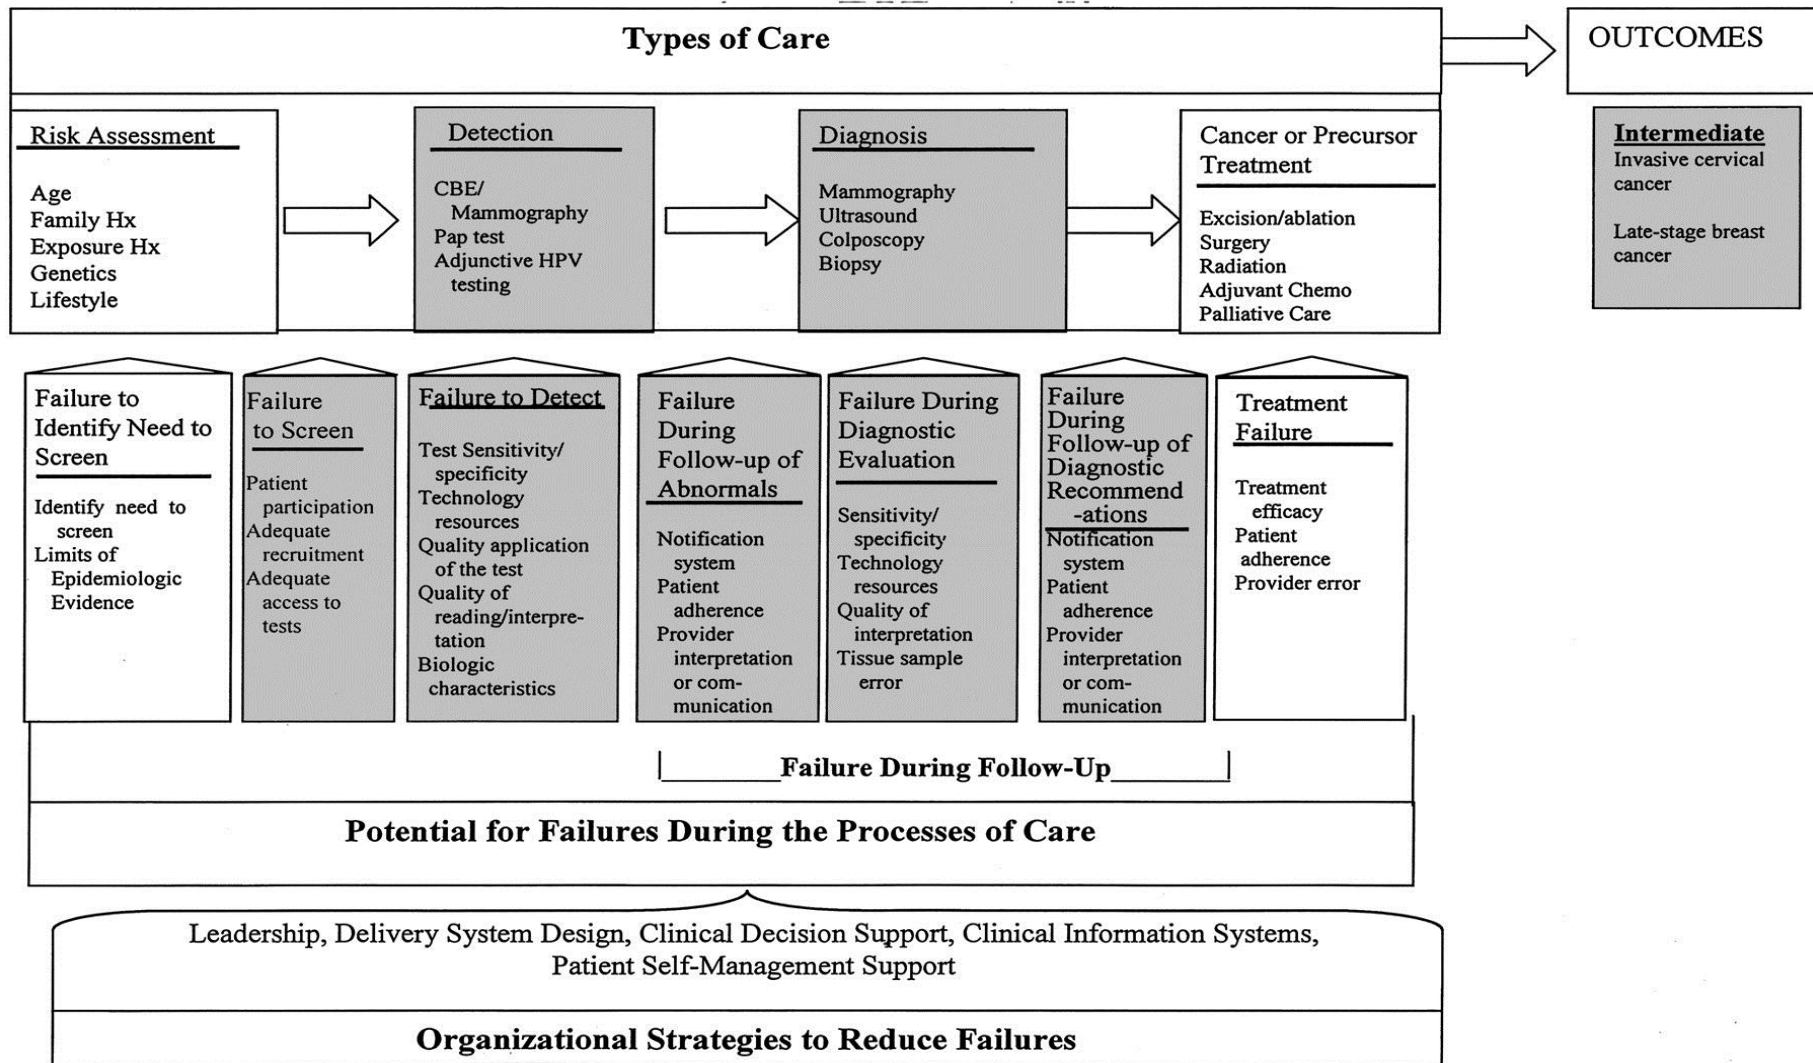 Types of Care
OUTCOMES
Risk Assessment
Age
Family Hx
Exposure Hx
Genetics
Lifestyle
Detection
CBE/
Mammography
Pap test
Adjunctive HPV
testing
Diagnosis
Mammography
Ultrasound
Colposcopy
Biopsy
Cancer or Precursor
Treatment
Excision/ablation
Surgery
Radiation
Adjuvant Chemo
Palliative Care
Intermediate
Invasive cervical
cancer
Late-stage breast
cancer
Failure to
Identify Need to
Screen
Identify need to
screen
Limits of
Epidemiologic
Evidence
Failure
to Screen
Patient
participation
Adequate
recruitment
Adequate
access to
tests
Failure to Detect
Test Sensitivity/
specificity
Technology
resources
Quality application
of the test
Quality of
reading/interpre-
tation
Biologic
characteristics
Failure
During
Follow-up of
Abnormals
Notification
system
Patient
adherence
Provider
interpretation
or com-
munication
Failure During
Diagnostic
Evaluation
Sensitivity/
specificity
Technology
resources
Quality of
interpretation
Tissue sample
error
Failure
During
Follow-up of
Diagnostic
Recommend
-ations
Notification
system
Patient
adherence
Provider
interpretation
or com-
munication
Treatment
Failure
Treatment
efficacy
Patient
adherence
Provider error
Failure During Follow-Up
Potential for Failures During the Processes of Care
Leadership, Delivery System Design, Clinical Decision Support, Clinical Information Systems,
Patient Self-Management Support
Organizational Strategies to Reduce Failures